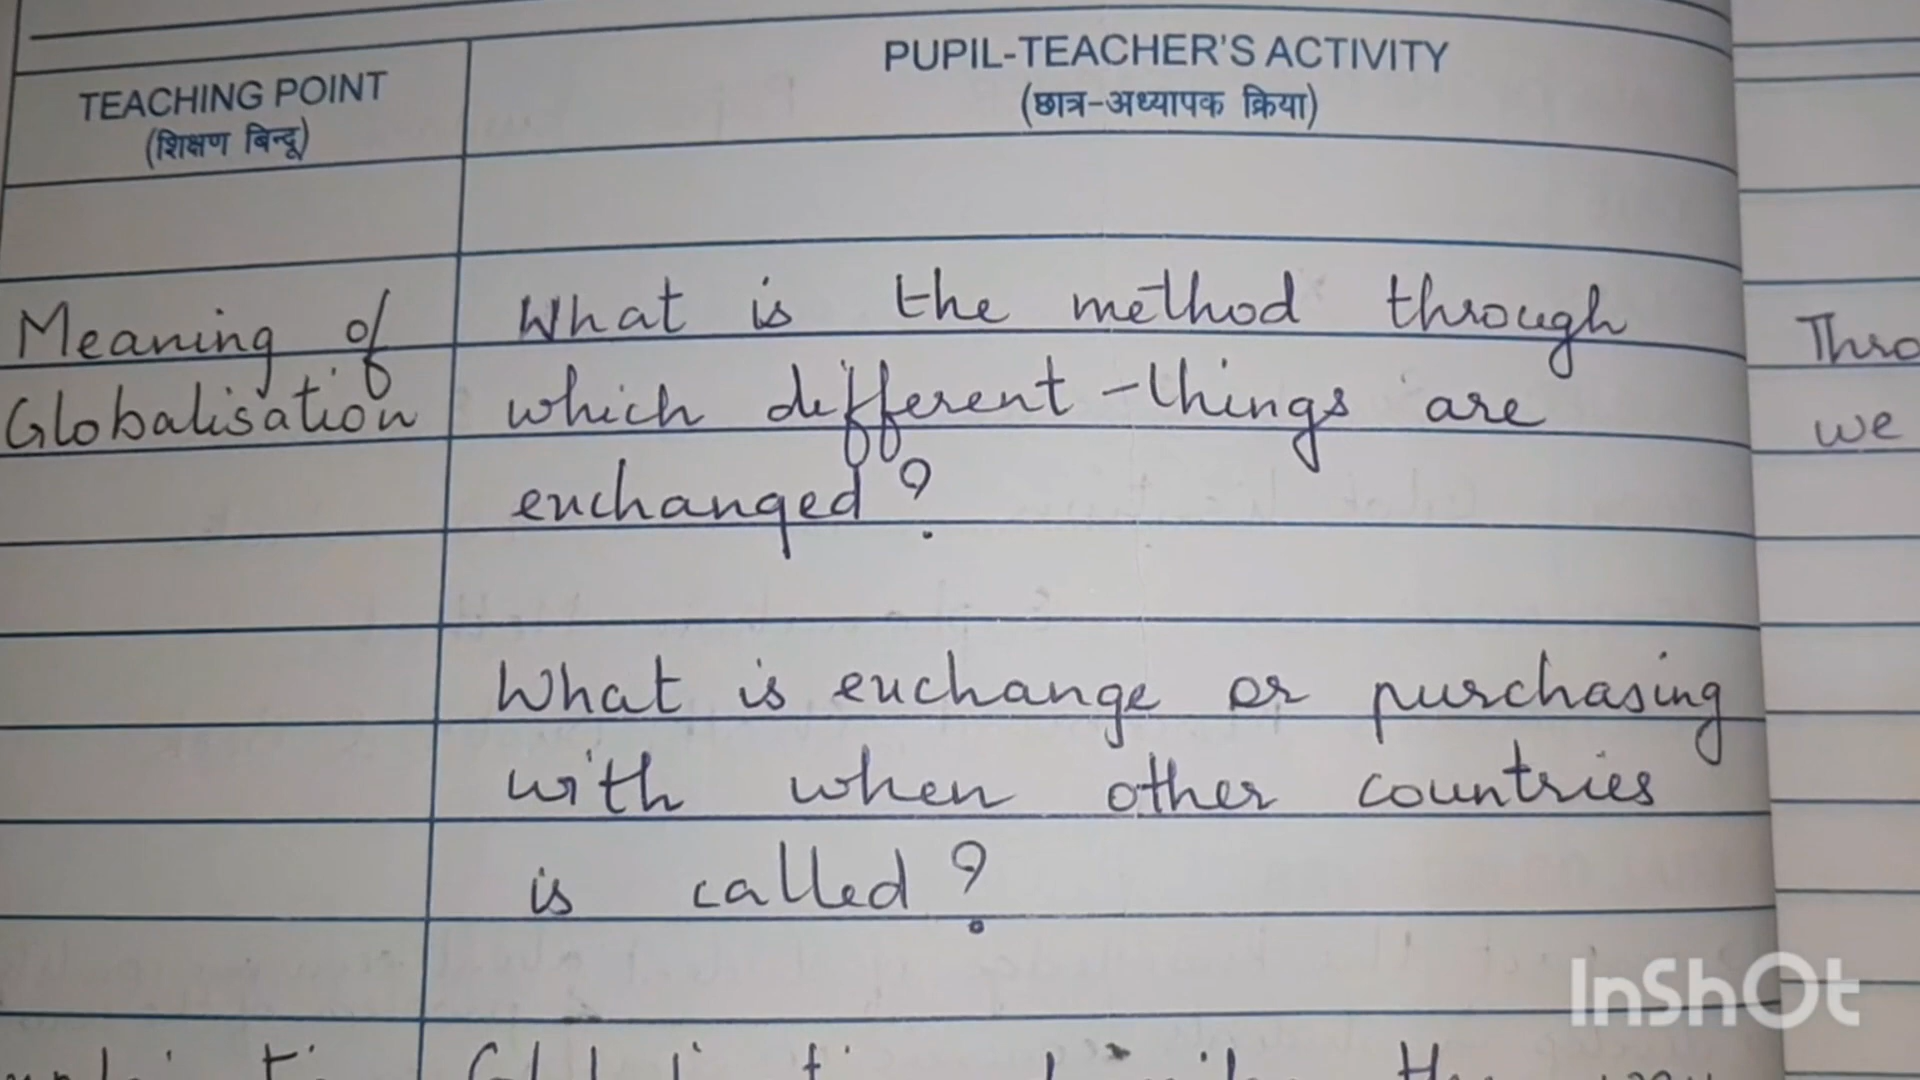 TEACHING POINT
(शिक्षण बिन्दू)
PUPIL-TEACHER'S ACTIVITY
(छात्र-अध्यापक क्रिया)
Meaning of
Globalisation
What is the method through
which different things are
exchanged?
What is exchange or purchasing
with when other countries
is called?
we
InShOt